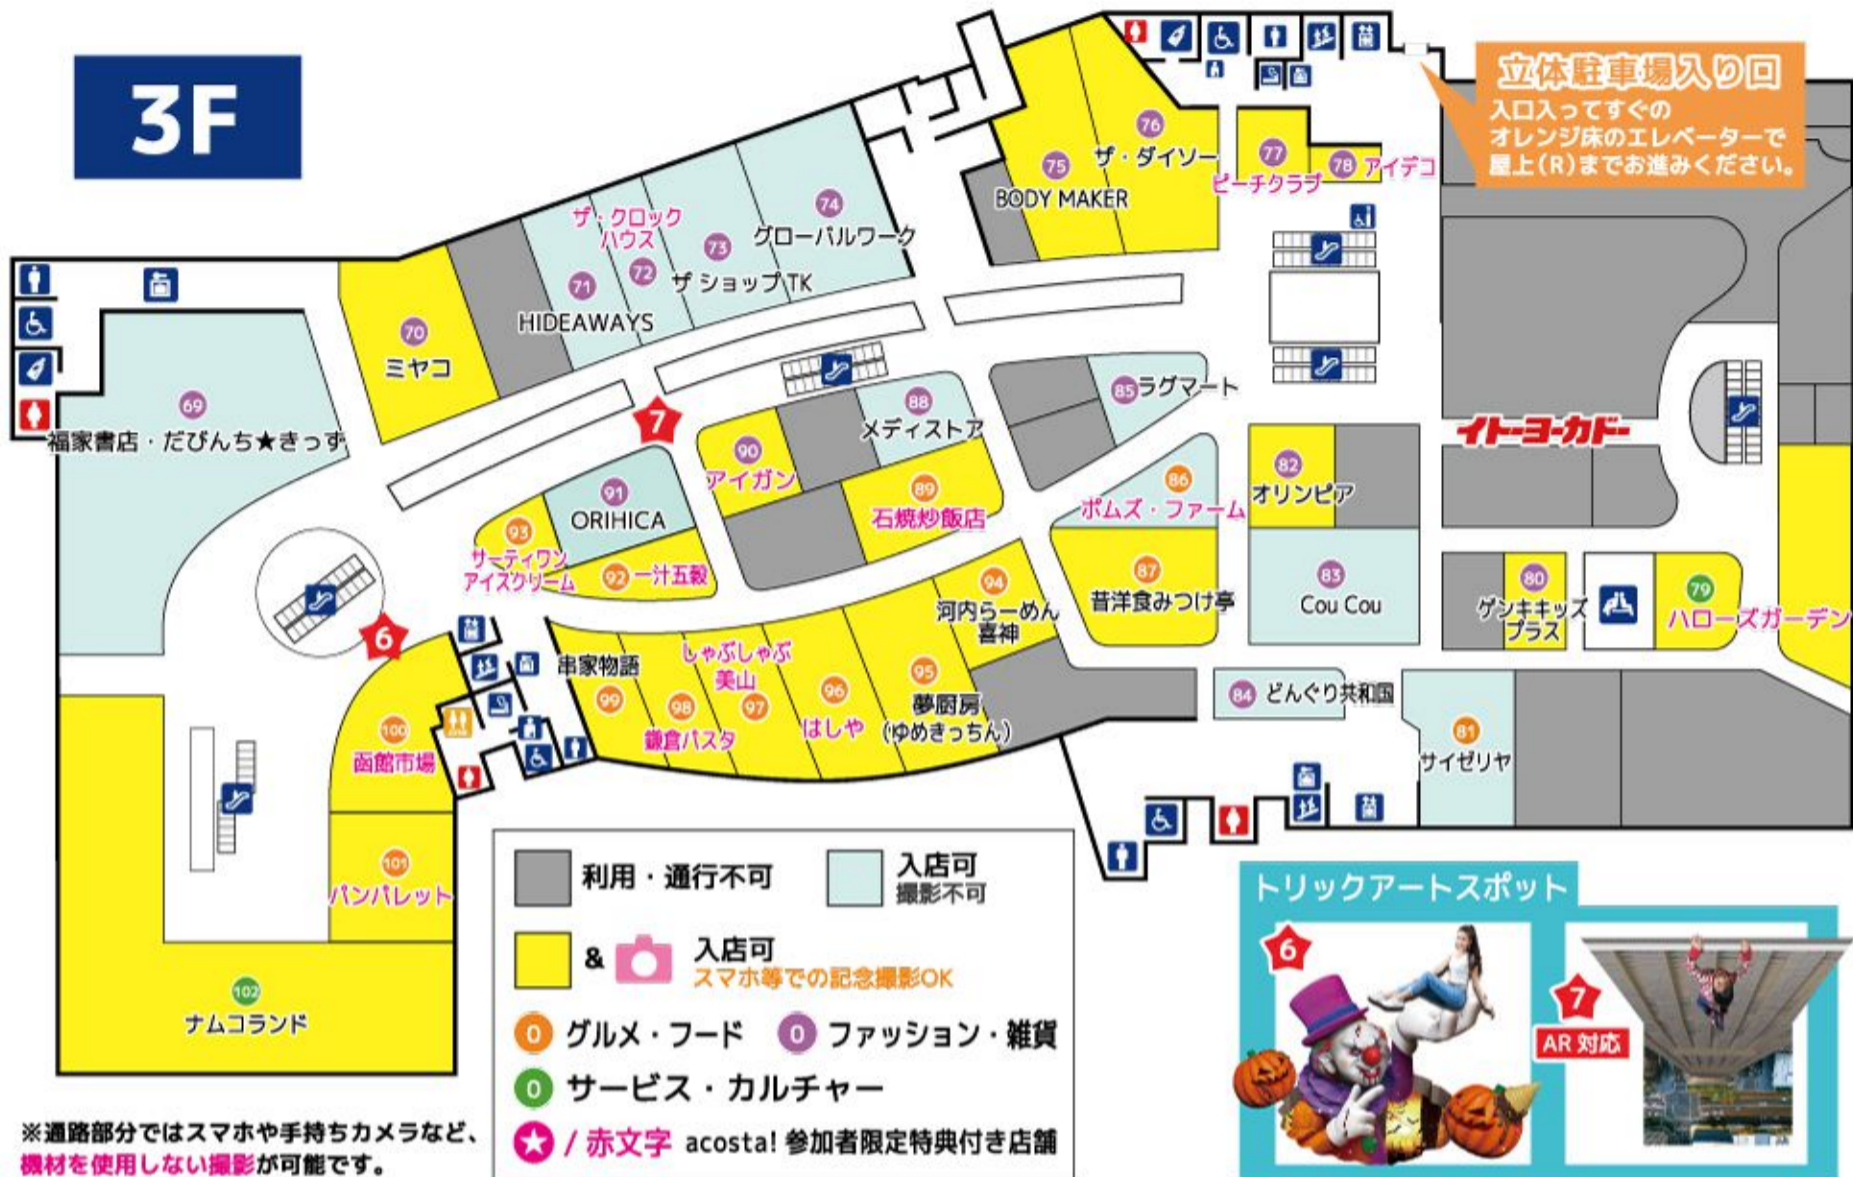 3F
立体駐車場入り口
入口入ってすぐの
オレンジ床のエレベーターで
屋上(R)までお進みください。
76
ザ・ダイソー
75
BODY MAKER
77
ピーチクラブ
78 アイデコ
74
グローバルワーク
73
ザ ショップ TK
ザ・クロック
ハウス
72
71
HIDEAWAYS
70
ミヤコ
69
福家書店・だびんち★きっず
7
88
メディストア
85 ラグマート
90
アイガン
89
石焼炒飯店
86
ポムズ・ファーム
82
オリンピア
イトーヨーカドー
91
ORIHICA
93
サーティワン
アイスクリーム
92 一汁五穀
94
河内らーめん
喜神
87
昔洋食みつけ亭
83
Cou Cou
80
ゲンキキッズ
プラス
79
ハローズガーデン
6
串家物語
99
しゃぶしゃぶ
美山
97
98
鎌倉パスタ
96
はしや
95
夢厨房
(ゆめきっちん)
84 どんぐり共和国
81
サイゼリヤ
100
函館市場
101
パンパレット
102
ナムコランド
利用・通行不可
入店可
撮影不可
&
入店可
スマホ等での記念撮影OK
0 グルメ・フード
0 ファッション・雑貨
0 サービス・カルチャー
★ / 赤文字 acosta! 参加者限定特典付き店舗
※通路部分ではスマホや手持ちカメラなど、
機材を使用しない撮影が可能です。
トリックアートスポット
6
7
AR 対応